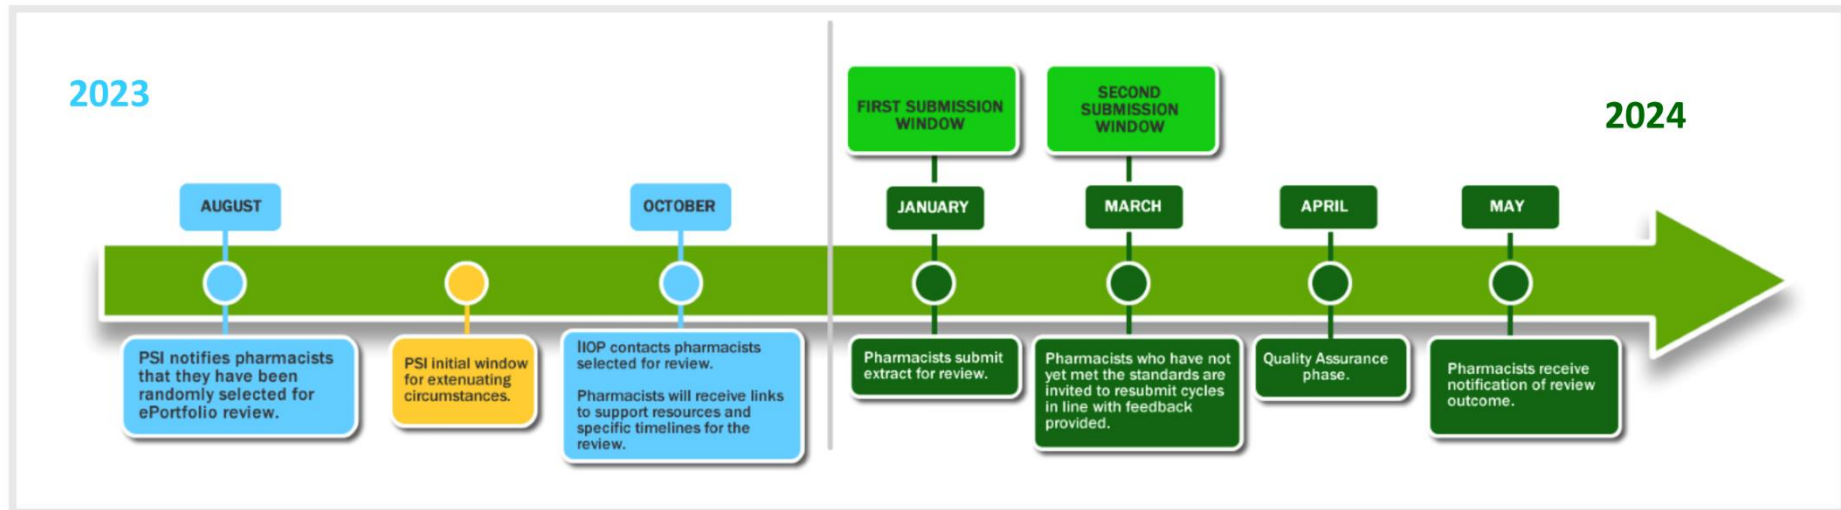 2023
2024
FIRST SUBMISSION
WINDOW
SECOND
SUBMISSION
WINDOW
AUGUST
OCTOBER
JANUARY
MARCH
APRIL
MAY
PSI notifies pharmacists
that they have been
randomly selected for
ePortfolio review.
PSI initial window
for extenuating
circumstances.
IIOP contacts pharmacists
selected for review.
Pharmacists will receive links
to support resources and
specific timelines for the
review.
Pharmacists submit
extract for review.
Pharmacists who have not
yet met the standards are
invited to resubmit cycles
in line with feedback
provided.
Quality Assurance
phase.
Pharmacists receive
notification of review
outcome.